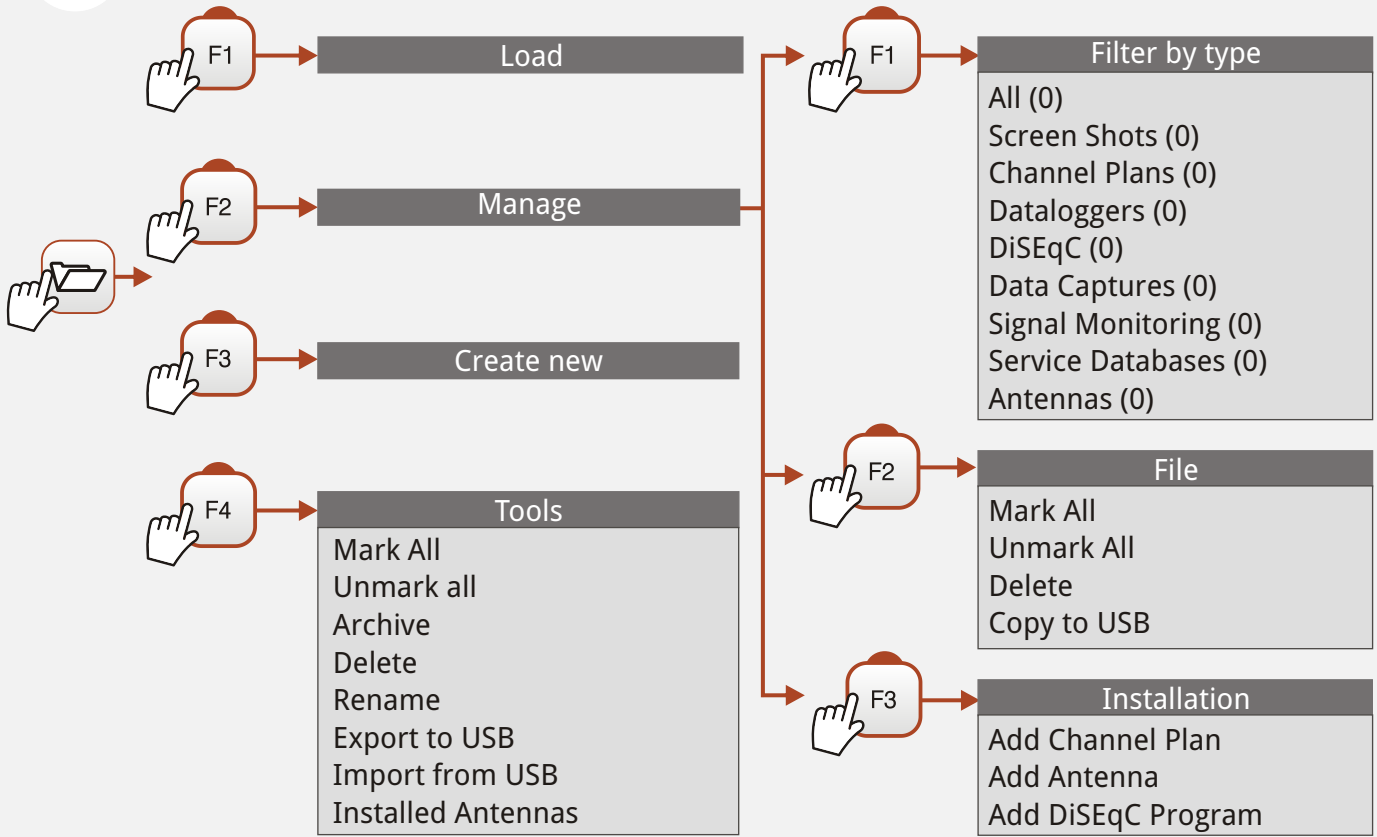 F1
Load
F2
Manage
F3
Create new
F4
Tools
Mark All
Unmark all
Archive
Delete
Rename
Export to USB
Import from USB
Installed Antennas
F1
Filter by type
All (0)
Screen Shots (0)
Channel Plans (0)
Dataloggers (0)
DiSEqC (0)
Data Captures (0)
Signal Monitoring (0)
Service Databases (0)
Antennas (0)
F2
File
Mark All
Unmark All
Delete
Copy to USB
F3
Installation
Add Channel Plan
Add Antenna
Add DiSEqC Program